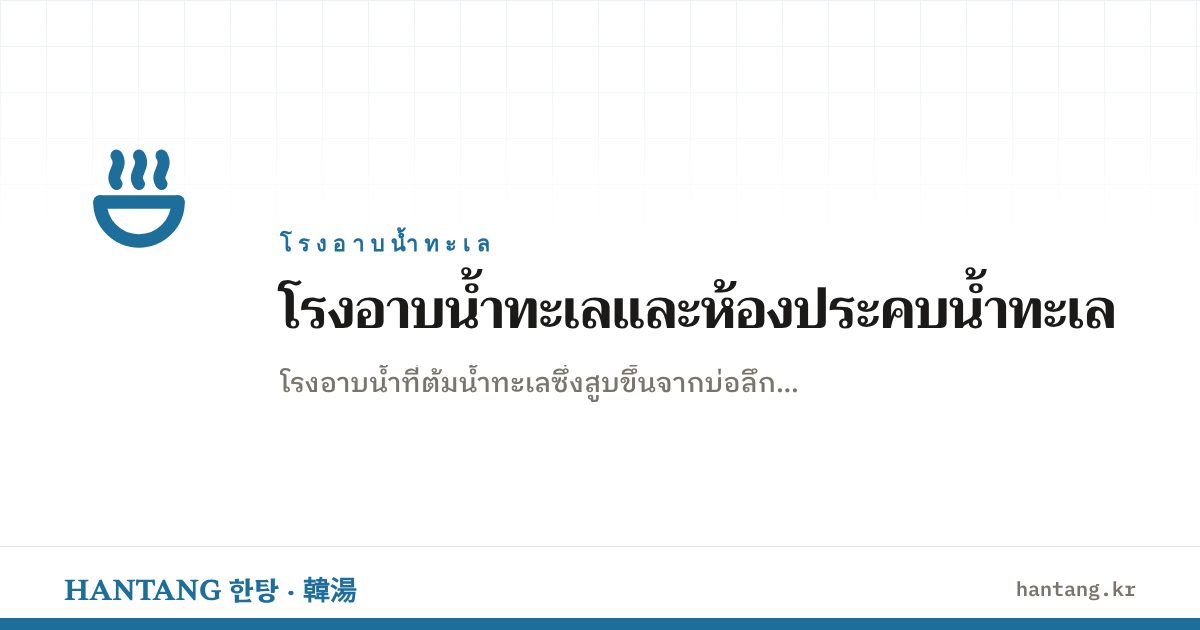 โรงอาบน้ำทะเล
โรงอาบน้ำทะเลและห้องประคบน้ำทะเล
โรงอาบน้ำที่ต้มน้ำทะเลซึ่งสูบขึ้นจากบ่อลึก...
HANTANG 한탕 · 韓湯
hantang.kr